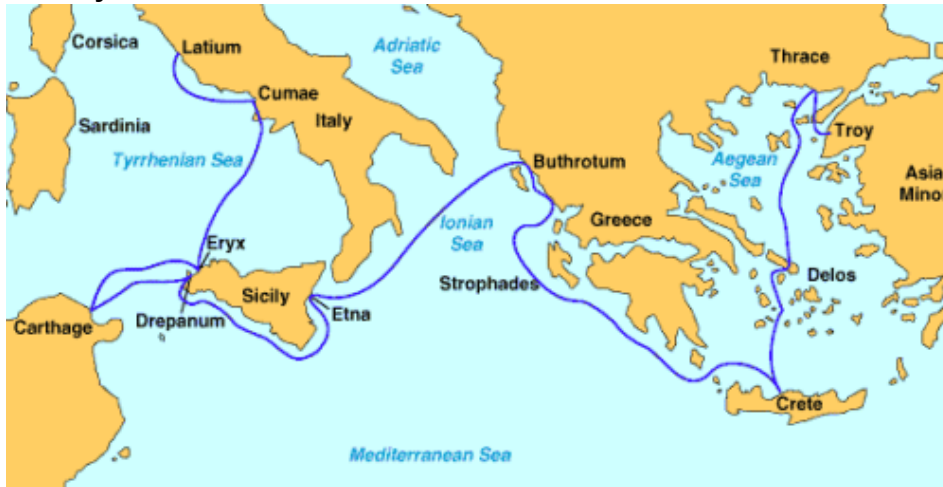 Corsica
Latium
Adriatic
Sea
Thrace
Cumae
Italy
Sardinia
Troy
Tyrrhenian Sea
Buthrotum
Aegean
Sea
Asia
Minor
Ionian
Sea
Greece
Eryx
Strophades
Delos
Sicily
Etna
Drepanum
Carthage
Crete
Mediterranean Sea